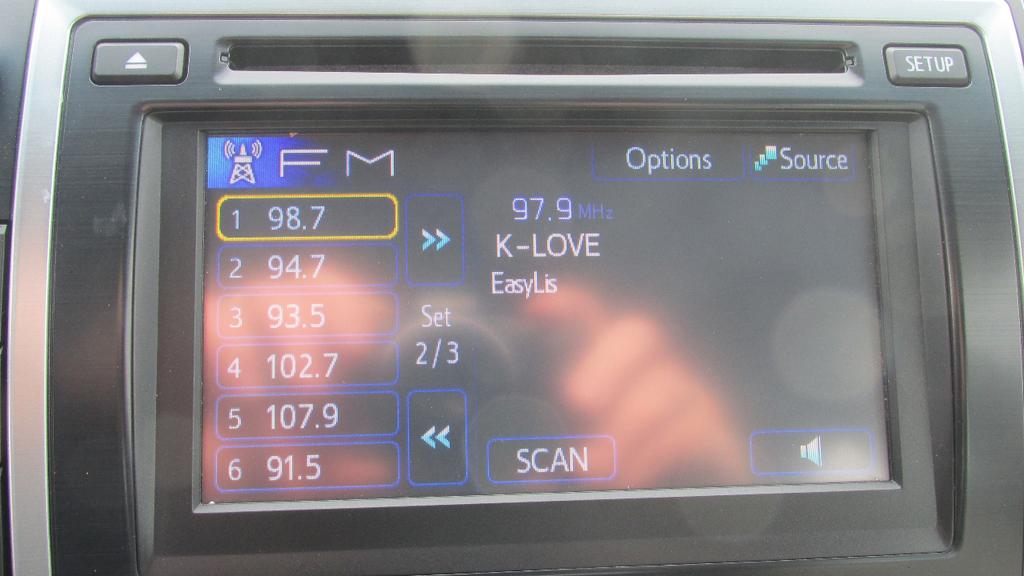 SETUP
FM
Options
Source
1 98.7
2 94.7
3 93.5
4 102.7
5 107.9
6 91.5
>>
Set
2/3
<<
97.9 MHz
K-LOVE
EasyLis
SCAN